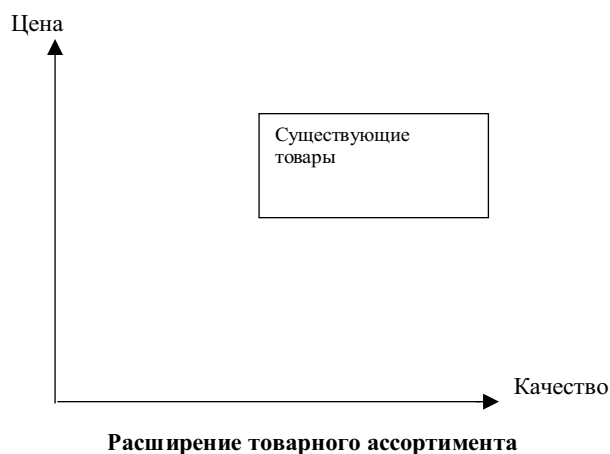 Цена
Существующие
товары
Качество
Расширение товарного ассортимента